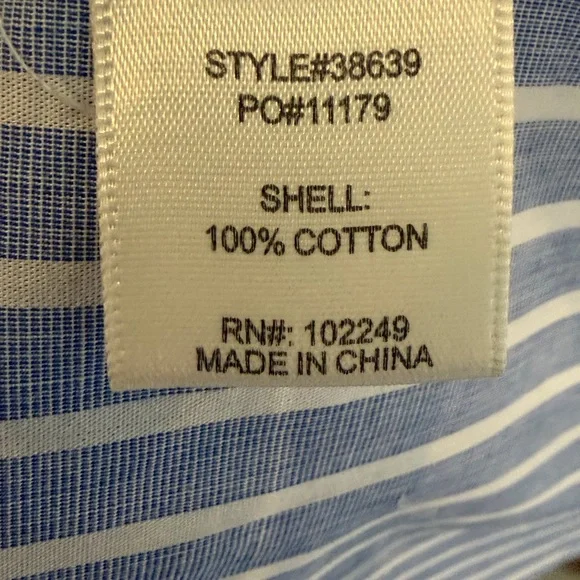 STYLE#38639
PO#11179
SHELL:
100% COTTON
RN#: 102249
MADE IN CHINA